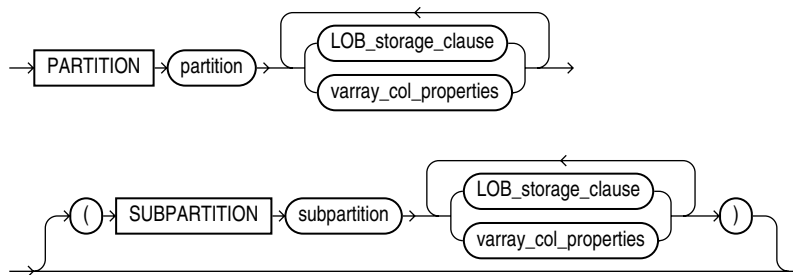 LOB_storage_clause
PARTITION partition
varray_col_properties
LOB_storage_clause
( SUBPARTITION subpartition )
varray_col_properties